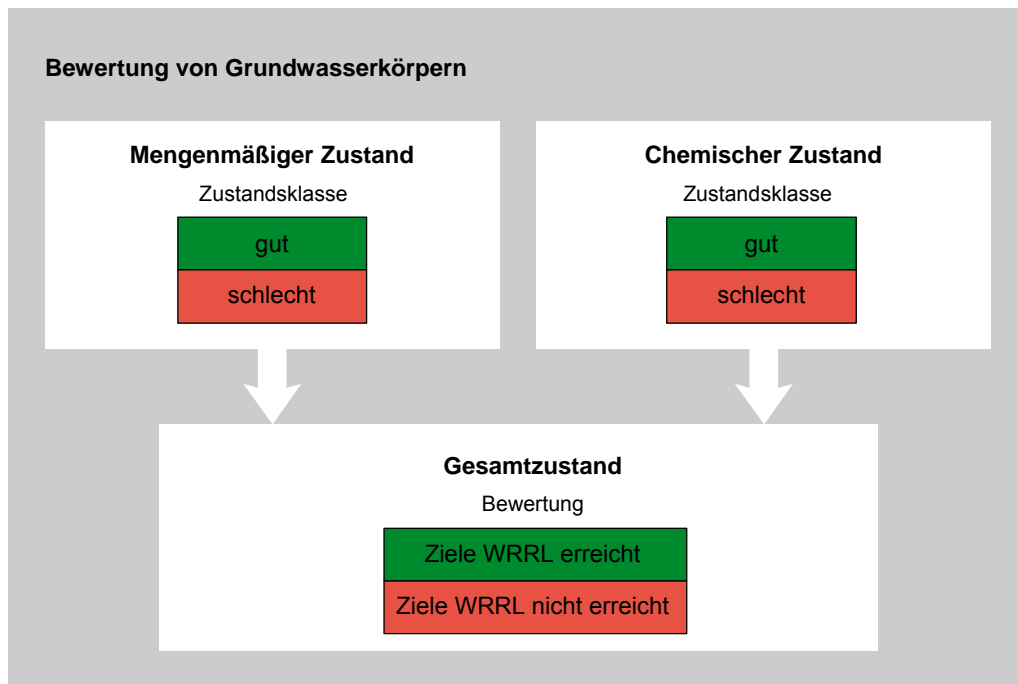 Bewertung von Grundwasserkörpern
Mengenmäßiger Zustand
Zustandsklasse
gut
schlecht
Chemischer Zustand
Zustandsklasse
gut
schlecht
Gesamtzustand
Bewertung
Ziele WRRL erreicht
Ziele WRRL nicht erreicht